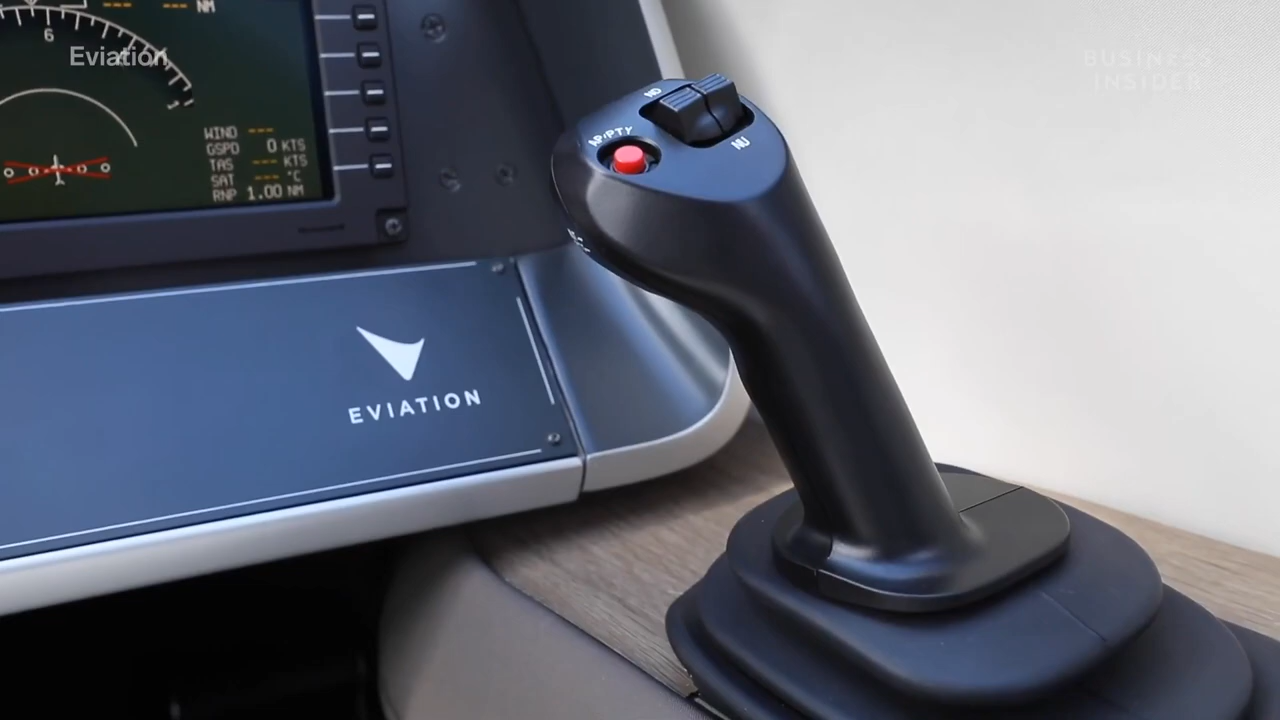 NM
6
Eviation
BUSINESS
INSIDER
WIND ---
GSPD 0 KTS
TAS --- KTS
SAT --- °C
RNP 1.00 NM
ND
AP/PTY
NU
EVIATION